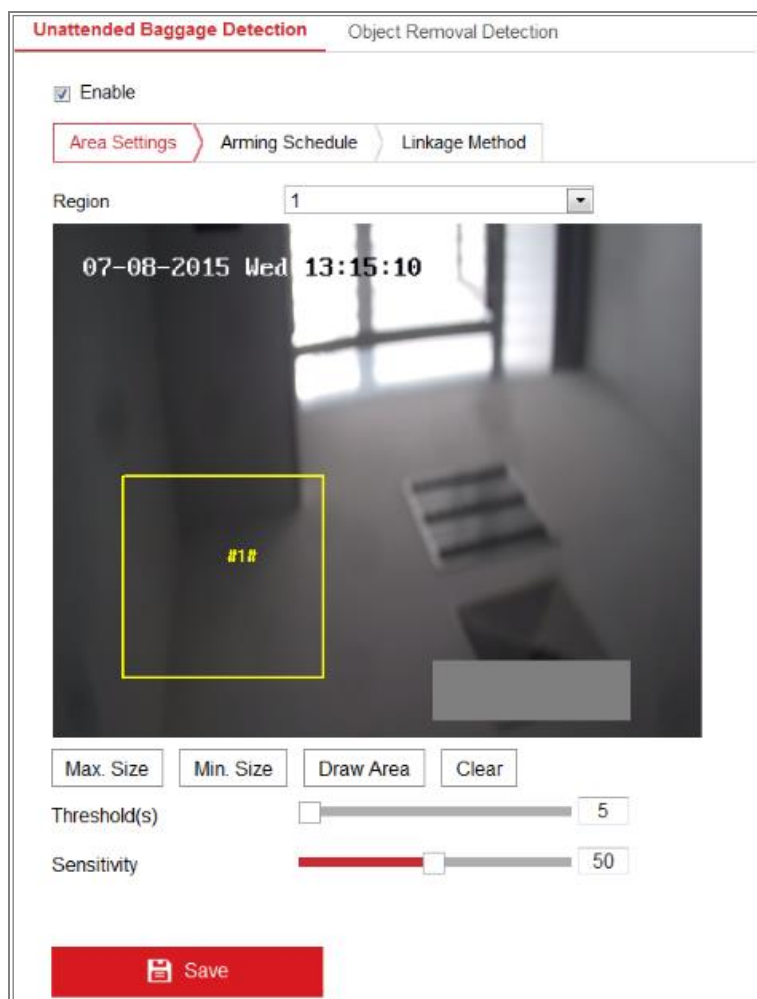 Unattended Baggage Detection Object Removal Detection
Enable
Area Settings Arming Schedule Linkage Method
Region 1
07-08-2015 Wed 13:15:10
#1#
Max. Size Min. Size Draw Area Clear
Threshold(s) 5
Sensitivity 50
Save